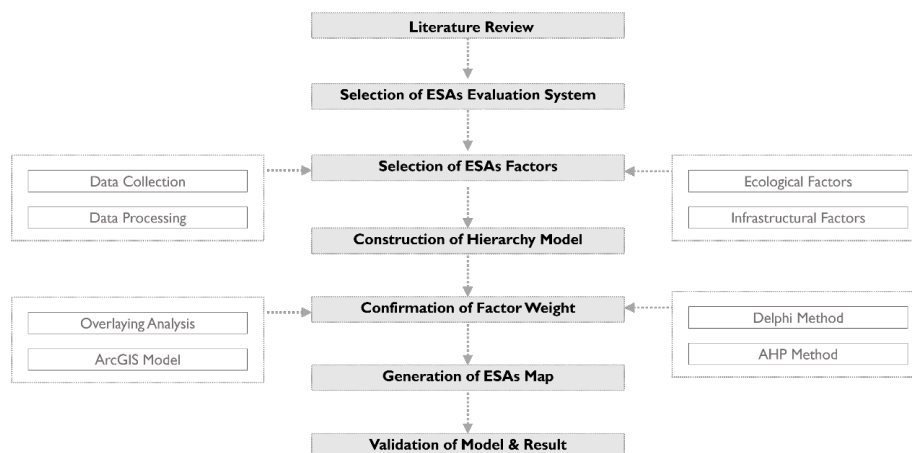 Literature Review
Selection of ESAs Evaluation System
Selection of ESAs Factors
Data Collection
Data Processing
Ecological Factors
Infrastructural Factors
Construction of Hierarchy Model
Confirmation of Factor Weight
Overlaying Analysis
ArcGIS Model
Delphi Method
AHP Method
Generation of ESAs Map
Validation of Model & Result